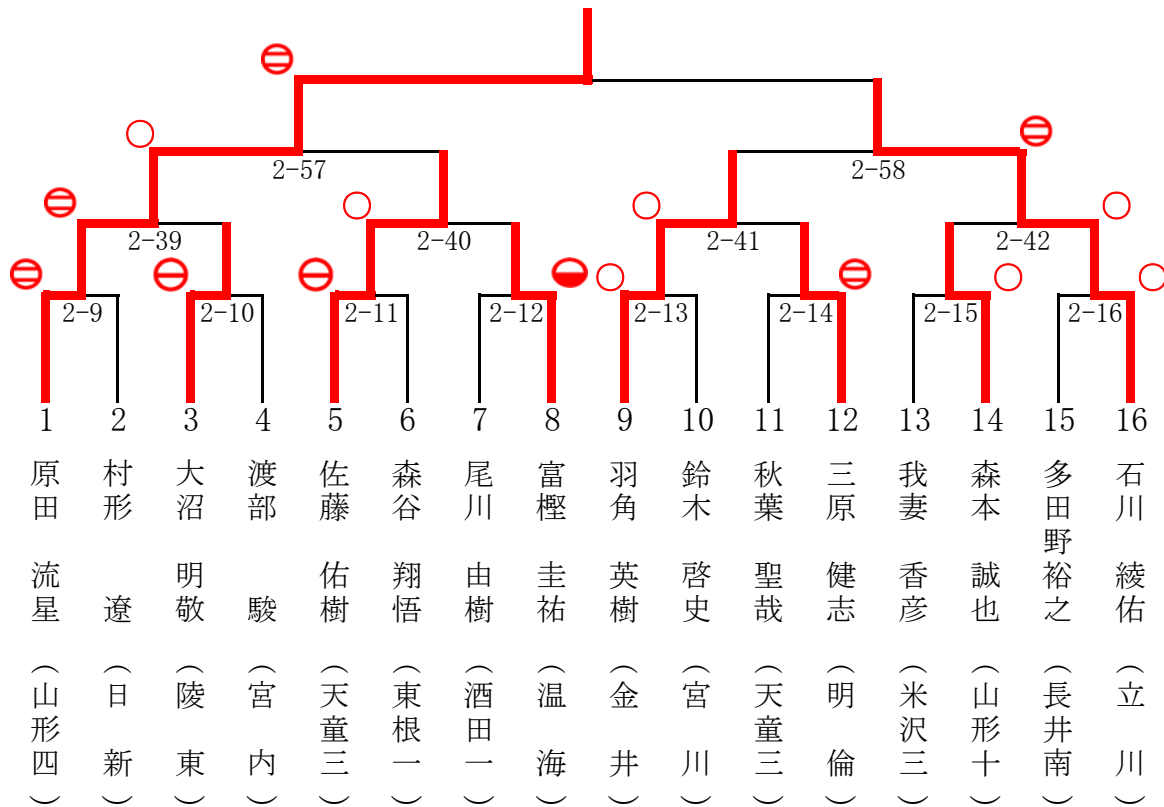 2-57
2-58
2-39
2-40
2-41
2-42
2-9
2-10
2-11
2-12
2-13
2-14
2-15
2-16
1 原田 流星 (山形四)
2 村形 遼 (日新)
3 大沼 明敬 (陵東)
4 渡部 駿 (宮内)
5 佐藤 佑樹 (天童三)
6 森谷 翔悟 (東根一)
7 尾川 由樹 (酒田一)
8 富樫 圭祐 (温海)
9 羽角 英樹 (金井)
10 鈴木 啓史 (宮川)
11 秋葉 聖哉 (天童三)
12 三原 健志 (明倫)
13 我妻 香彦 (米沢三)
14 森本 誠也 (山形十)
15 多田野裕之 (長井南)
16 石川 綾佑 (立川)